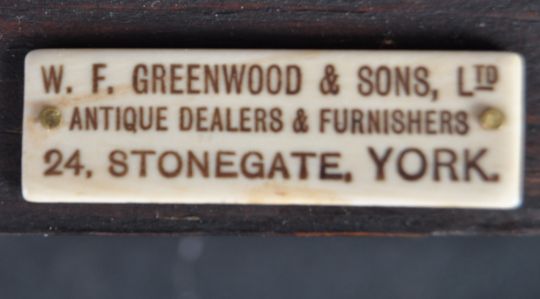 W. F. GREENWOOD & SONS, LTD
ANTIQUE DEALERS & FURNISHERS
24, STONEGATE, YORK.